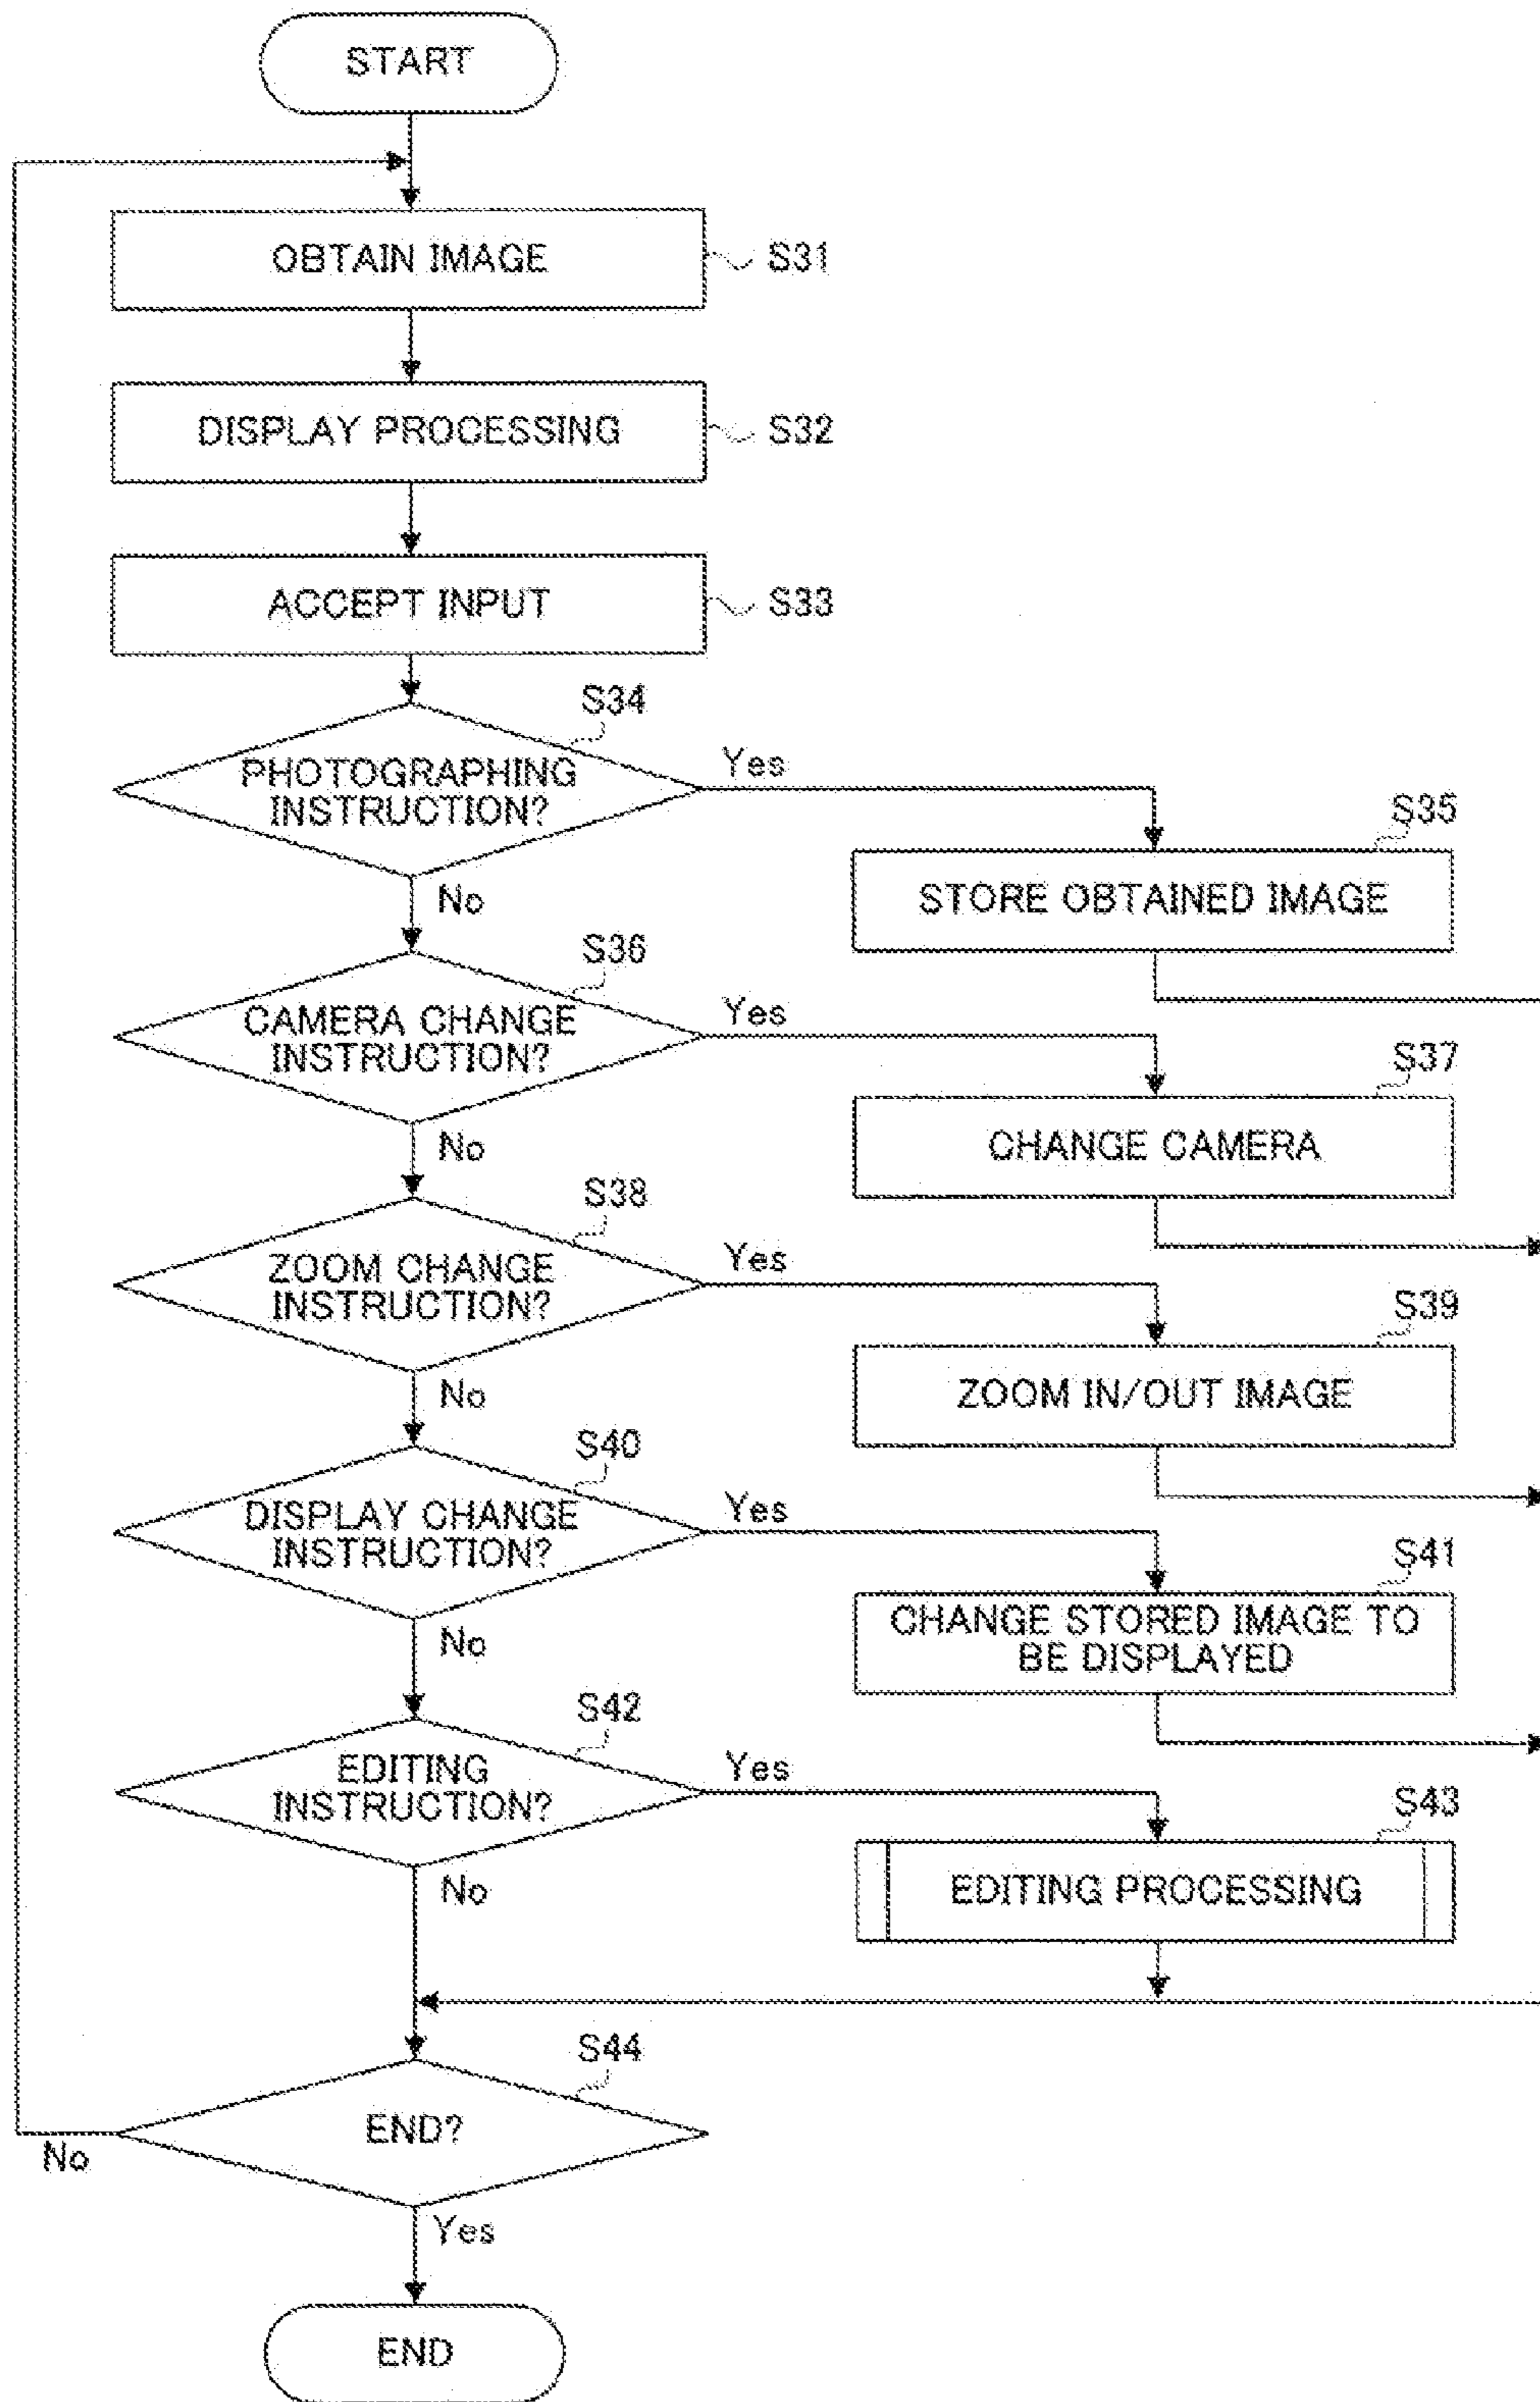 START
OBTAIN IMAGE
S31
DISPLAY PROCESSING
S32
ACCEPT INPUT
S33
S34
PHOTOGRAPHING
INSTRUCTION?
Yes
No
S35
STORE OBTAINED IMAGE
S36
CAMERA CHANGE
INSTRUCTION?
Yes
No
S37
CHANGE CAMERA
S38
ZOOM CHANGE
INSTRUCTION?
Yes
No
S39
ZOOM IN/OUT IMAGE
S40
DISPLAY CHANGE
INSTRUCTION?
Yes
No
S41
CHANGE STORED IMAGE TO
BE DISPLAYED
S42
EDITING
INSTRUCTION?
Yes
No
S43
EDITING PROCESSING
S44
END?
No
Yes
END